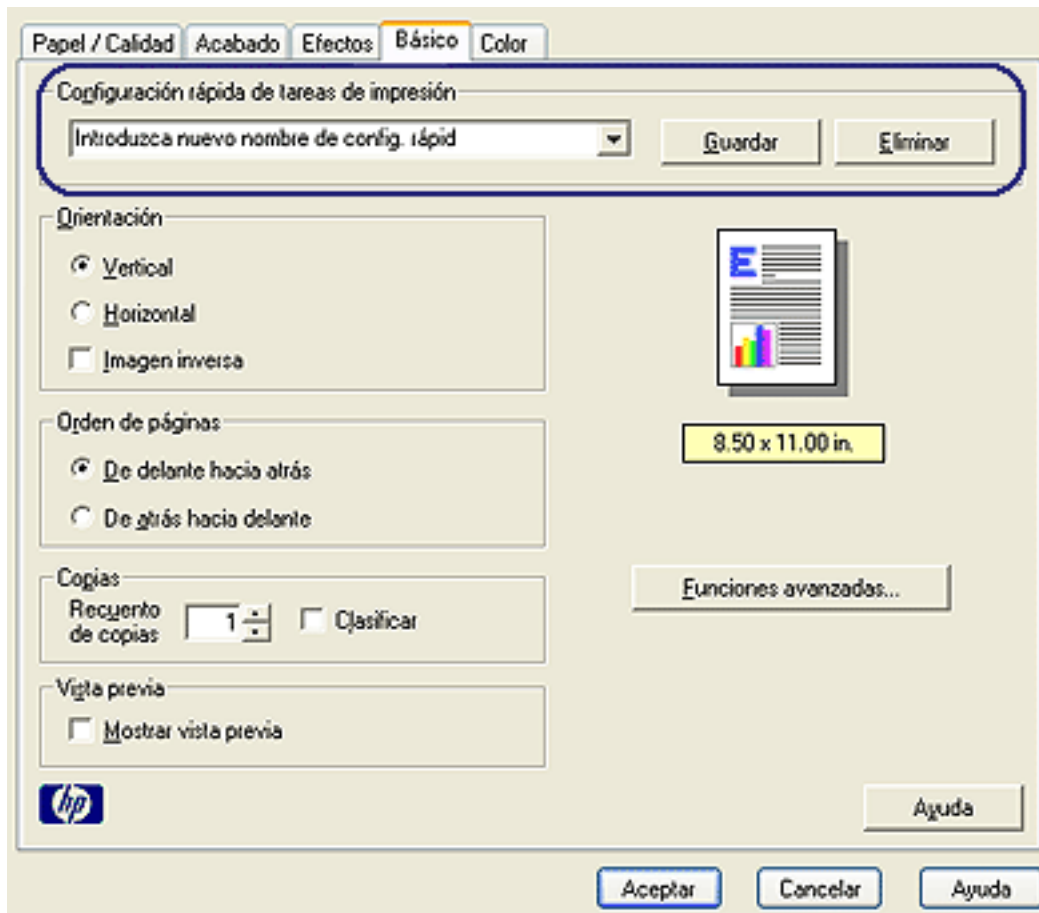 Papel / Calidad Acabado Efectos Básico Color
Configuración rápida de tareas de impresión
Introduzca nuevo nombre de config. rápid Guardar Eliminar
Orientación
Vertical
Horizontal
Imagen inversa
E
8.50 x 11.00 in.
Orden de páginas
De delante hacia atrás
De atrás hacia delante
Copias
Recuento
de copias 1 Clasificar
Funciones avanzadas...
Vista previa
Mostrar vista previa
hp
Ayuda
Aceptar Cancelar Ayuda